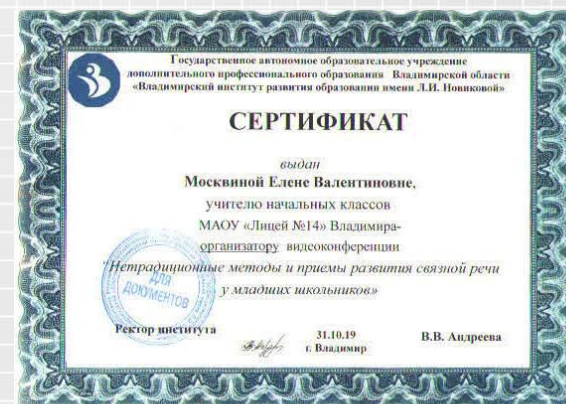 Государственное автономное образовательное учреждение
дополнительного профессионального образования Владимирской области
«Владимирский институт развития образования имени Л.И. Новиковой»
СЕРТИФИКАТ
выдан
Москвиной Елене Валентиновне,
учителю начальных классов
МАОУ «Лицей №14» Владимира-
организатору видеоконференции
"Нетрадиционные методы и приемы развития связной речи
у младших школьников»
ДЛЯ
ДОКУМЕНТОВ
Ректор института
31.10.19
В.В. Андреева
г. Владимир